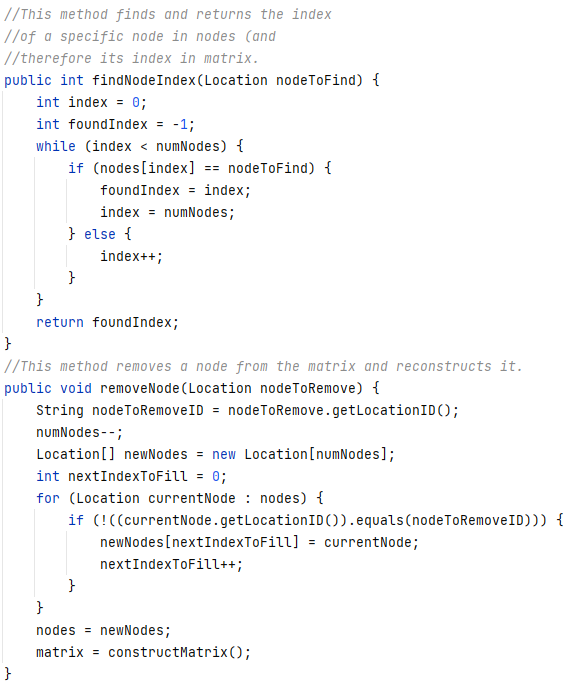 //This method finds and returns the index
//of a specific node in nodes (and
//therefore its index in matrix.
public int findNodeIndex(Location nodeToFind) {
    int index = 0;
    int foundIndex = -1;
    while (index < numNodes) {
        if (nodes[index] == nodeToFind) {
            foundIndex = index;
            index = numNodes;
        } else {
            index++;
        }
    }
    return foundIndex;
}
//This method removes a node from the matrix and reconstructs it.
public void removeNode(Location nodeToRemove) {
    String nodeToRemoveID = nodeToRemove.getLocationID();
    numNodes--;
    Location[] newNodes = new Location[numNodes];
    int nextIndexToFill = 0;
    for (Location currentNode : nodes) {
        if (!((currentNode.getLocationID()).equals(nodeToRemoveID))) {
            newNodes[nextIndexToFill] = currentNode;
            nextIndexToFill++;
        }
    }
    nodes = newNodes;
    matrix = constructMatrix();
}